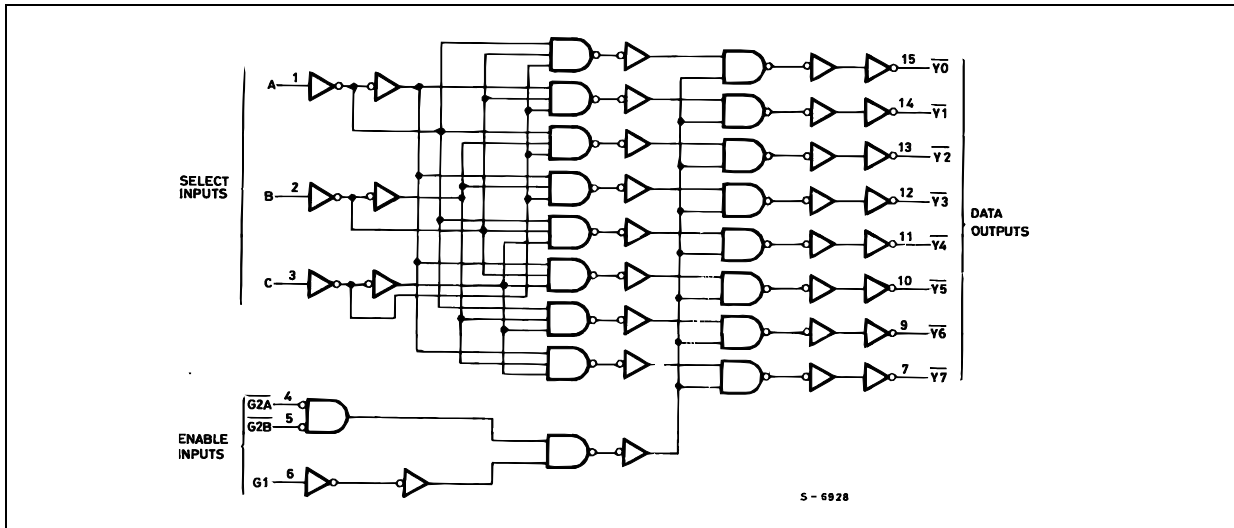 A 1
B 2
C 3
SELECT
INPUTS
G2A 4
G2B 5
G1 6
ENABLE
INPUTS
15 Y0
14 Y1
13 Y2
12 Y3
11 Y4
10 Y5
9 Y6
7 Y7
DATA
OUTPUTS
S-6928